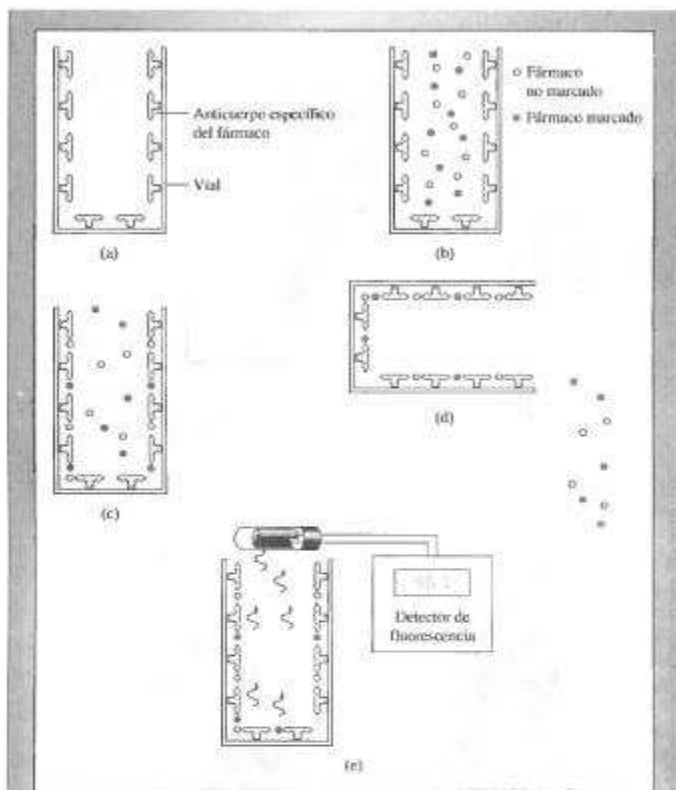 Anticuerpo específico
del fármaco
Vial
(a)
(b)
Fármaco
no marcado
Fármaco marcado
(c)
(d)
Detector de
fluorescencia
(e)